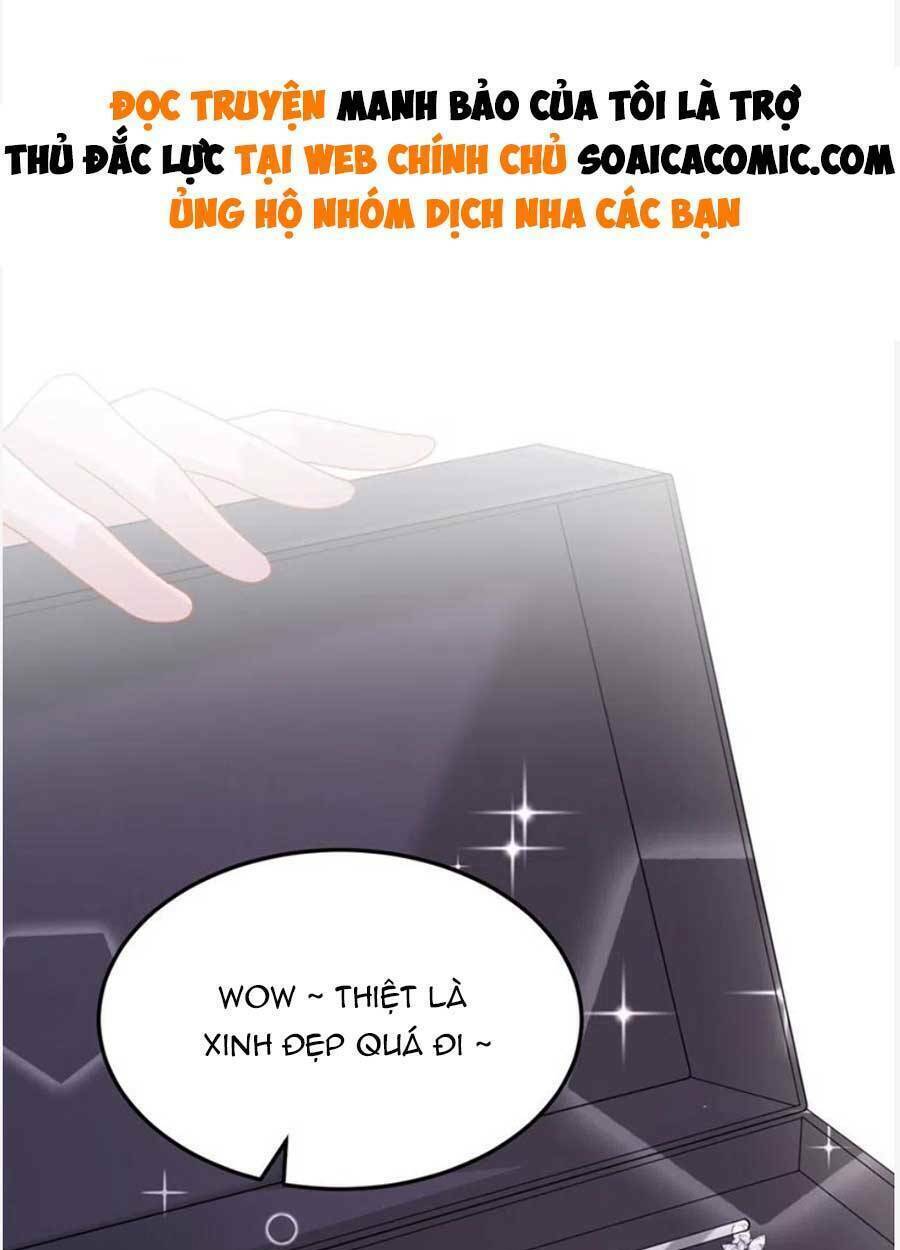 ĐỌC TRUYỆN MANH BẢO CỦA TÔI LÀ TRỢ
THỦ ĐẮC LỰC TẠI WEB CHÍNH CHỦ SOAICACOMIC.COM
ỦNG HỘ NHÓM DỊCH NHA CÁC BẠN
WOW ~ THIỆT LÀ
XINH ĐẸP QUÁ ĐI ~